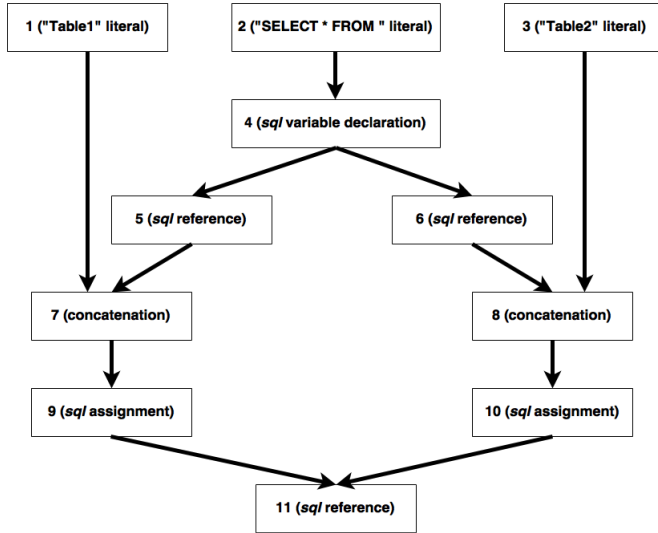 1 ("Table1" literal)
2 ("SELECT * FROM " literal)
3 ("Table2" literal)
4 (sql variable declaration)
5 (sql reference)
6 (sql reference)
7 (concatenation)
8 (concatenation)
9 (sql assignment)
10 (sql assignment)
11 (sql reference)